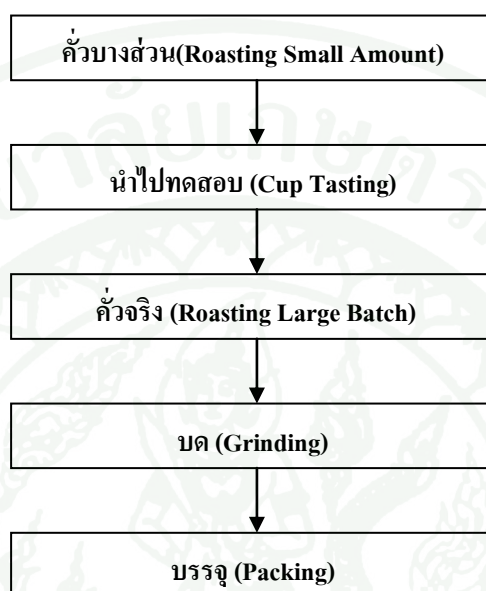 คั่วบางส่วน(Roasting Small Amount)
นำไปทดสอบ (Cup Tasting)
คั่วจริง (Roasting Large Batch)
บด (Grinding)
บรรจุ (Packing)